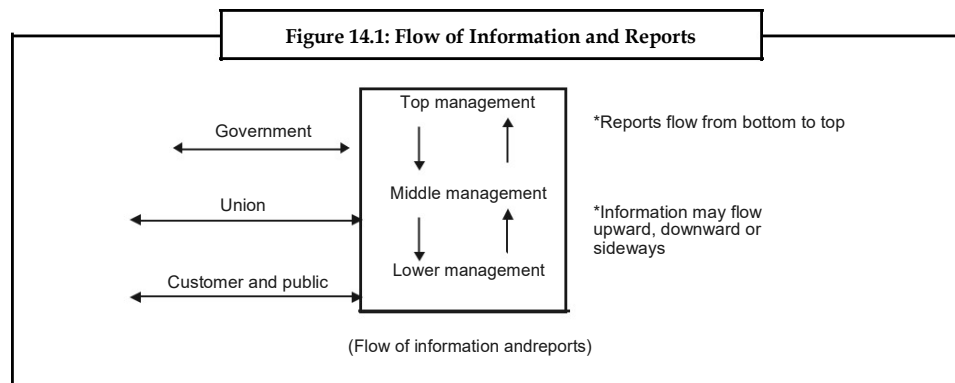 Figure 14.1: Flow of Information and Reports
Top management
Government
*Reports flow from bottom to top
Middle management
Union
*Information may flow
upward, downward or
sideways
Lower management
Customer and public
(Flow of information andreports)